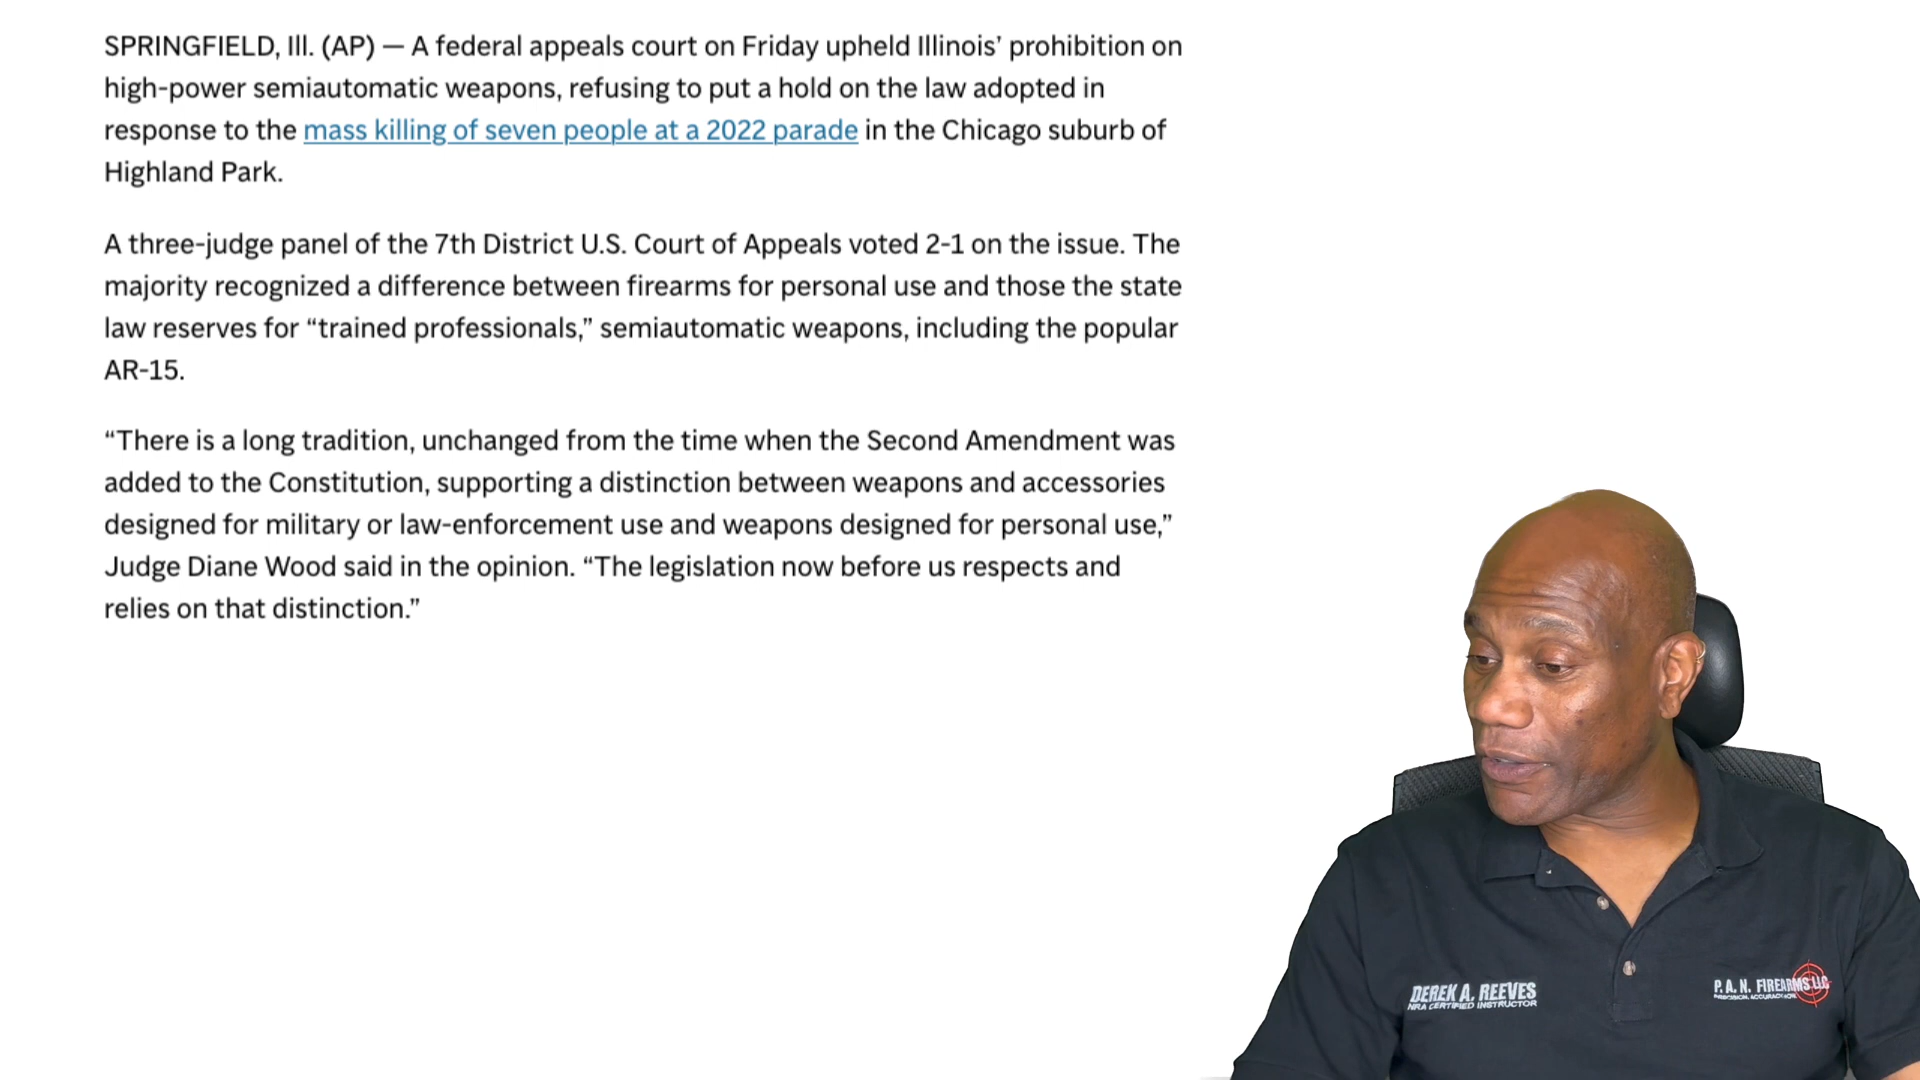 SPRINGFIELD, Ill. (AP) — A federal appeals court on Friday upheld Illinois’ prohibition on
high-power semiautomatic weapons, refusing to put a hold on the law adopted in
response to the mass killing of seven people at a 2022 parade in the Chicago suburb of
Highland Park.
A three-judge panel of the 7th District U.S. Court of Appeals voted 2-1 on the issue. The
majority recognized a difference between firearms for personal use and those the state
law reserves for “trained professionals,” semiautomatic weapons, including the popular
AR-15.
“There is a long tradition, unchanged from the time when the Second Amendment was
added to the Constitution, supporting a distinction between weapons and accessories
designed for military or law-enforcement use and weapons designed for personal use,”
Judge Diane Wood said in the opinion. “The legislation now before us respects and
relies on that distinction.”
DEREK A. REEVES
NRA CERTIFIED INSTRUCTOR
P.A.N. FIREARMS LLC